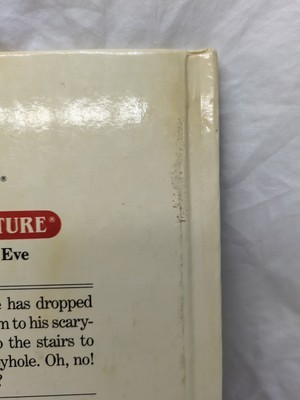 ®
TURE®
Eve
has dropped
m to his scary-
the stairs to
yhole. Oh, no!
?